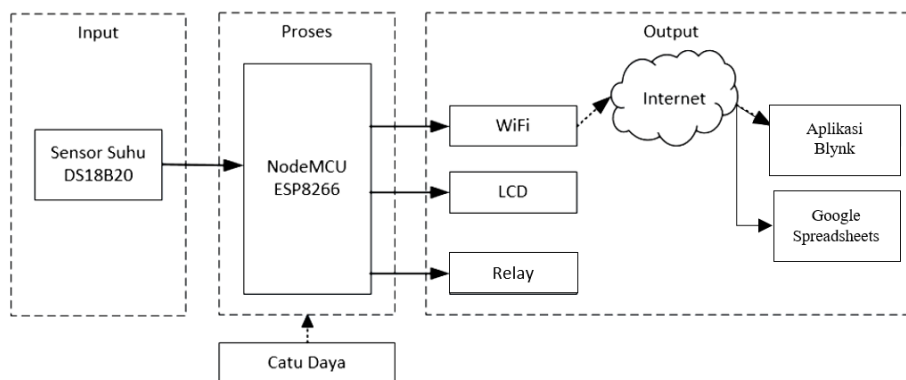 Input
Proses
Output
Sensor Suhu
DS18B20
NodeMCU
ESP8266
WiFi
LCD
Relay
Internet
Aplikasi
Blynk
Google
Spreadsheets
Catu Daya